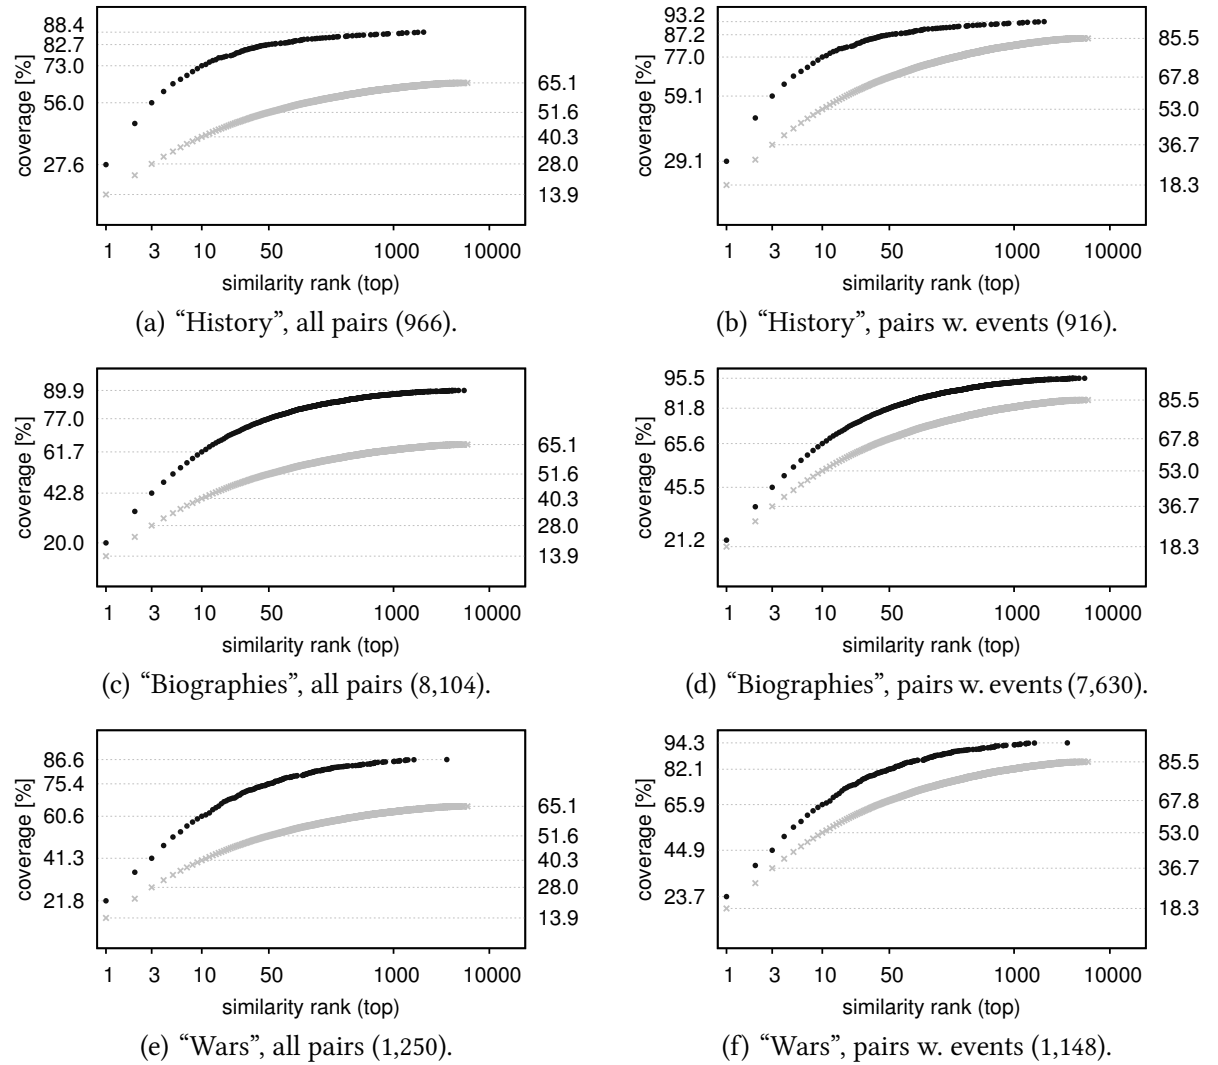 88.4
82.7
73.0
56.0
27.6
coverage [%]
65.1
51.6
40.3
28.0
13.9
1 3 10 50 1000 10000
similarity rank (top)
(a) “History”, all pairs (966).
93.2
87.2
77.0
59.1
29.1
coverage [%]
85.5
67.8
53.0
36.7
18.3
1 3 10 50 1000 10000
similarity rank (top)
(b) “History”, pairs w. events (916).
89.9
77.0
61.7
42.8
20.0
coverage [%]
65.1
51.6
40.3
28.0
13.9
1 3 10 50 1000 10000
similarity rank (top)
(c) “Biographies”, all pairs (8,104).
95.5
81.8
65.6
45.5
21.2
coverage [%]
85.5
67.8
53.0
36.7
18.3
1 3 10 50 1000 10000
similarity rank (top)
(d) “Biographies”, pairs w. events (7,630).
86.6
75.4
60.6
41.3
21.8
coverage [%]
65.1
51.6
40.3
28.0
13.9
1 3 10 50 1000 10000
similarity rank (top)
(e) “Wars”, all pairs (1,250).
94.3
82.1
65.9
44.9
23.7
coverage [%]
85.5
67.8
53.0
36.7
18.3
1 3 10 50 1000 10000
similarity rank (top)
(f) “Wars”, pairs w. events (1,148).